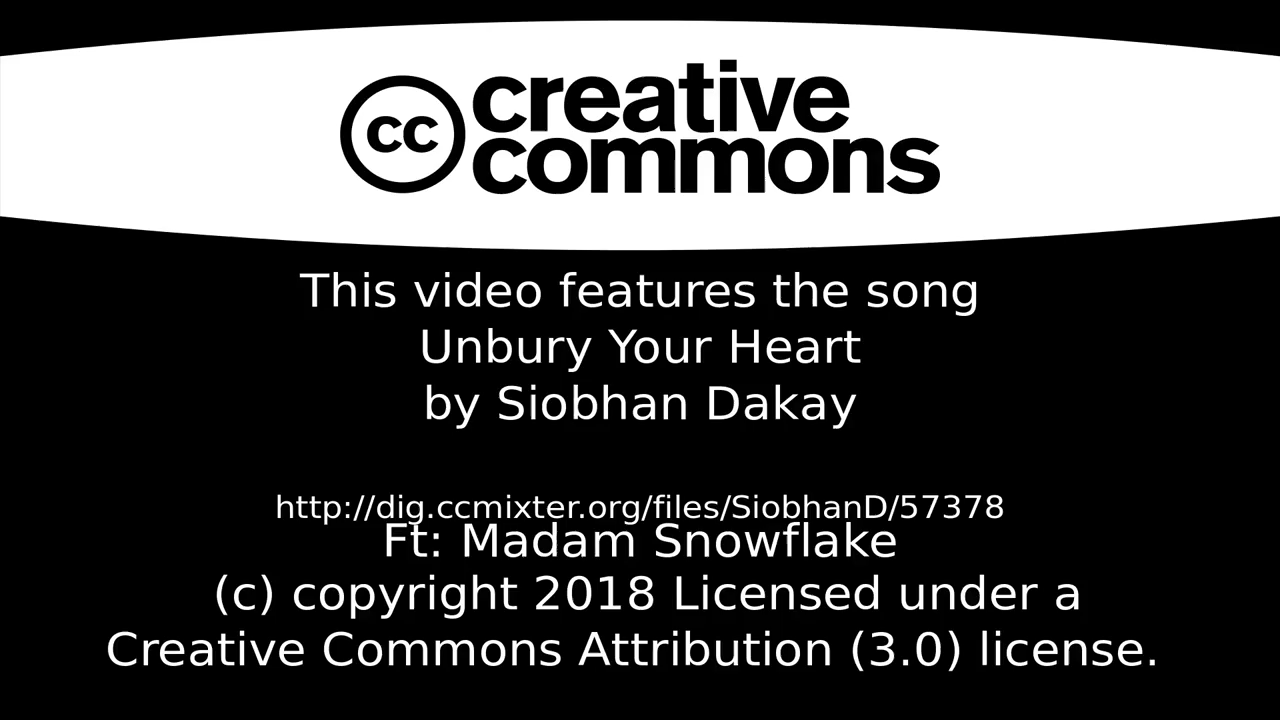 cc creative
commons
This video features the song
Unbury Your Heart
by Siobhan Dakay
http://dig.ccmixter.org/files/SiobhanD/57378
Ft: Madam Snowflake
(c) copyright 2018 Licensed under a
Creative Commons Attribution (3.0) license.